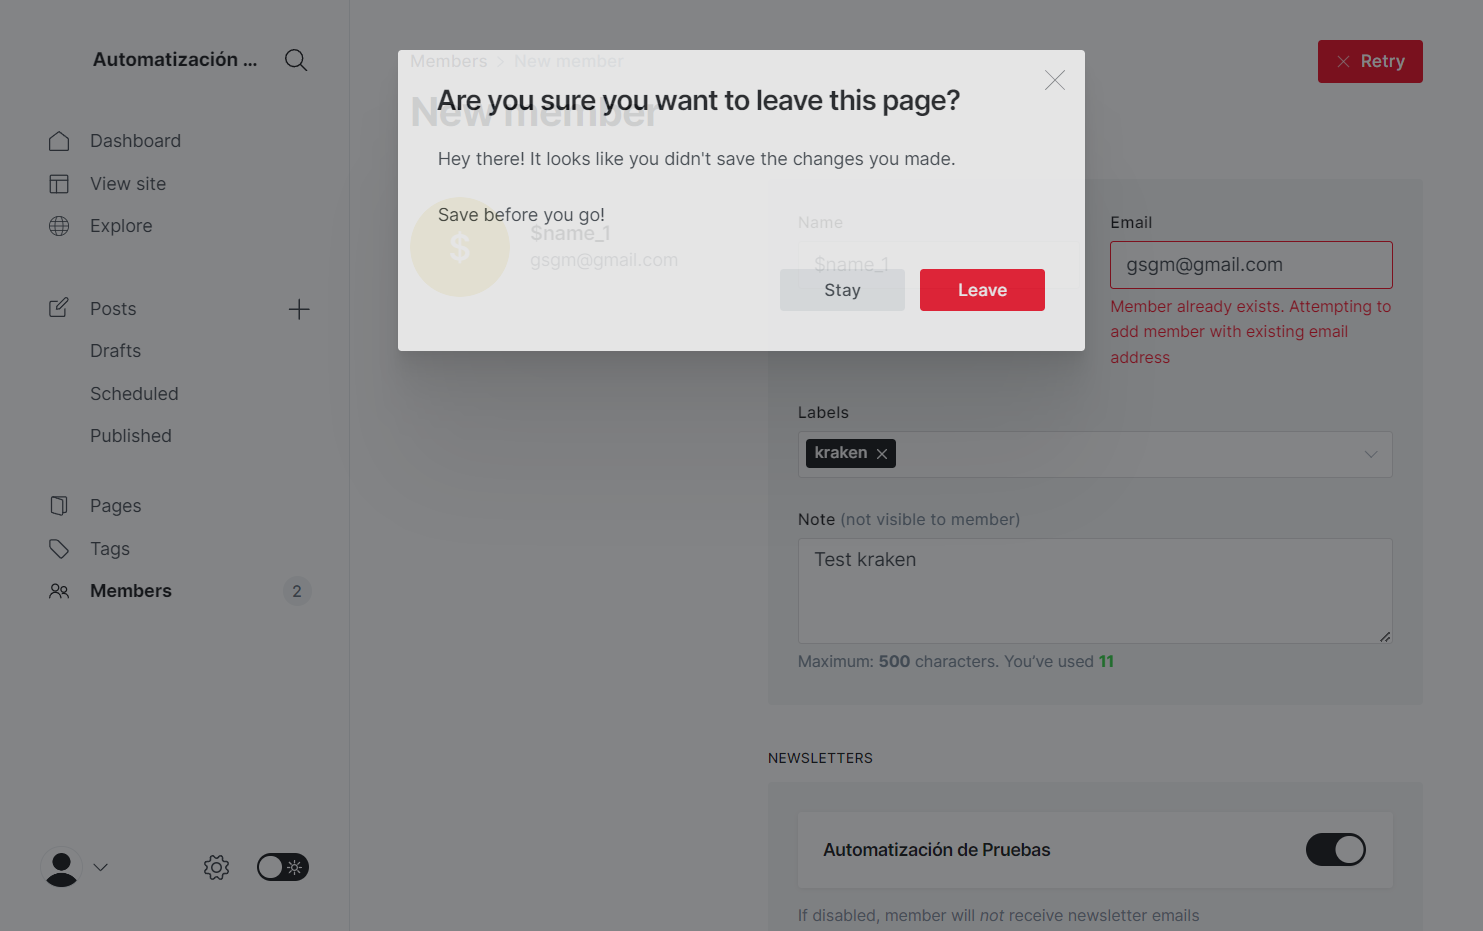 Automatización ...
Dashboard
View site
Explore
Posts
Drafts
Scheduled
Published
Pages
Tags
Members
2
Members > New member
New member
Retry
Are you sure you want to leave this page?
Hey there! It looks like you didn't save the changes you made.
Save before you go!
Stay
Leave
$
$name_1
gsgm@gmail.com
Name
$name_1
Email
gsgm@gmail.com
Member already exists. Attempting to
add member with existing email
address
Labels
kraken
Note (not visible to member)
Test kraken
Maximum: 500 characters. You've used 11
NEWSLETTERS
Automatización de Pruebas
If disabled, member will not receive newsletter emails